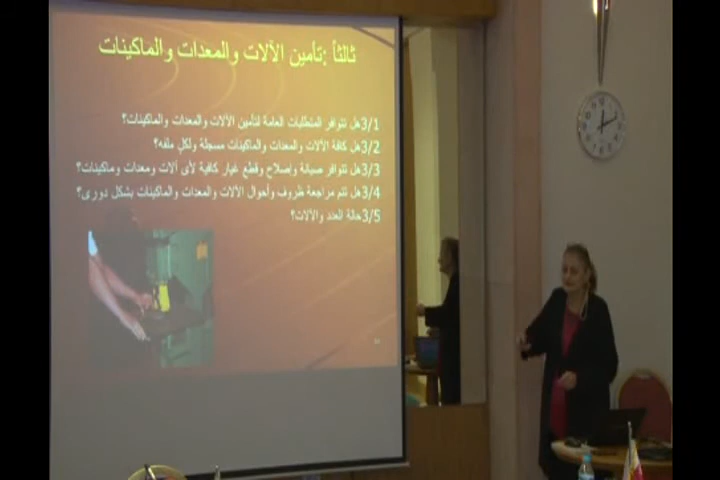 ثالثاً :تأمين الآلات والمعدات والماكينات
3/1هل تتوافر المتطلبات العامة لتأمين الآلات والمعدات والماكينات؟
3/2هل كافة الآلات والمعدات والماكينات مسجلة ولكل ملفه؟
3/3هل تتوافر صيانة وإصلاح وقطع غيار كافية لأى آلات ومعدات وماكينات؟
3/4هل تتم مراجعة ظروف وأحوال الآلات والمعدات والماكينات بشكل دورى؟
3/5حالة العدد والآلات؟